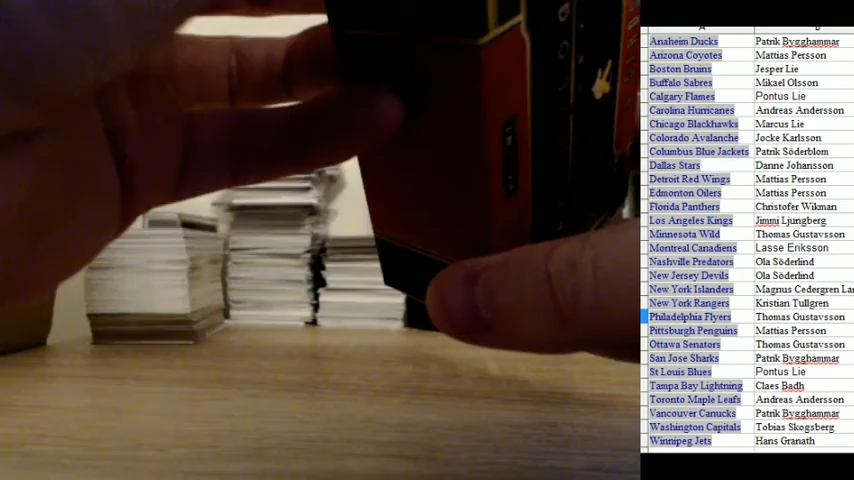 Anaheim Ducks Patrik Bygghammar
Arizona Coyotes Mattias Persson
Boston Bruins Jesper Lie
Buffalo Sabres Mikael Olsson
Calgary Flames Pontus Lie
Carolina Hurricanes Andreas Andersson
Chicago Blackhawks Marcus Lie
Colorado Avalanche Jocke Karlsson
Columbus Blue Jackets Patrik Söderblom
Dallas Stars Danne Johansson
Detroit Red Wings Mattias Persson
Edmonton Oilers Mattias Persson
Florida Panthers Christofer Wikman
Los Angeles Kings Jimmi Ljungberg
Minnesota Wild Thomas Gustavsson
Montreal Canadiens Lasse Eriksson
Nashville Predators Ola Söderlind
New Jersey Devils Ola Söderlind
New York Islanders Magnus Cedergren Lar
New York Rangers Kristian Tullgren
Philadelphia Flyers Thomas Gustavsson
Pittsburgh Penguins Mattias Persson
Ottawa Senators Thomas Gustavsson
San Jose Sharks Patrik Bygghammar
St Louis Blues Pontus Lie
Tampa Bay Lightning Claes Badh
Toronto Maple Leafs Andreas Andersson
Vancouver Canucks Patrik Bygghammar
Washington Capitals Tobias Skogsberg
Winnipeg Jets Hans Granath